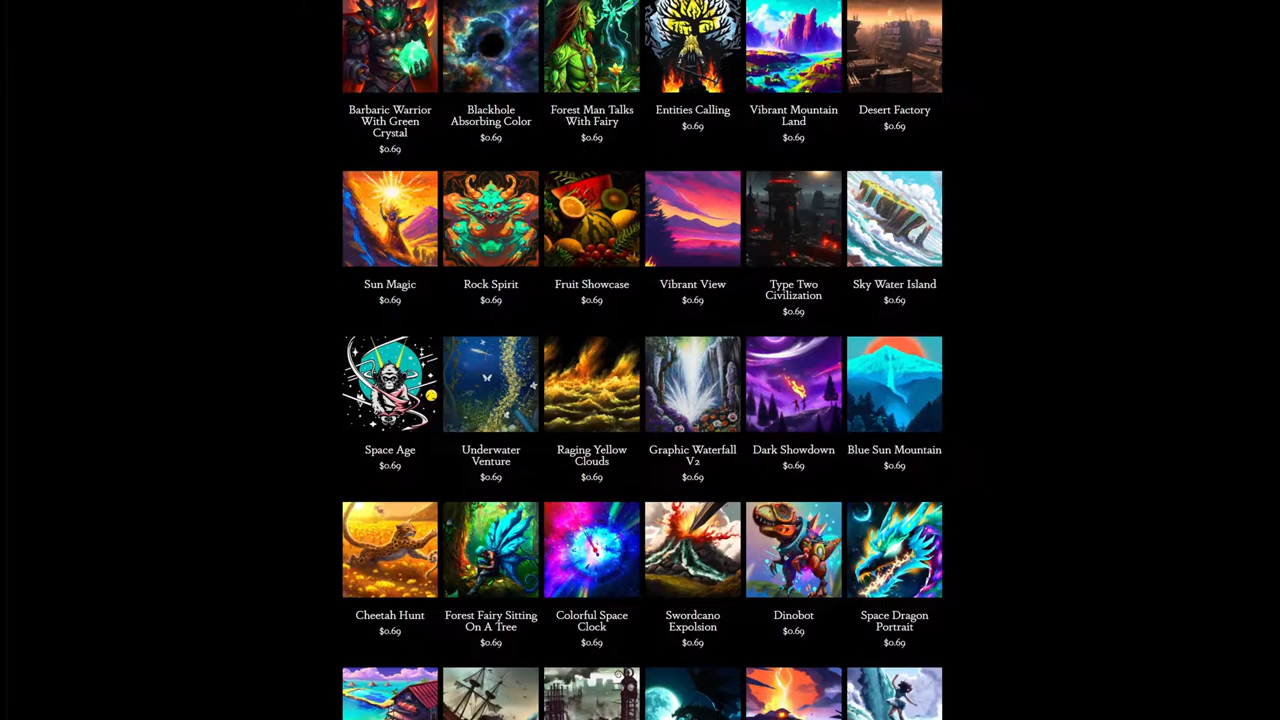 Barbaric Warrior
With Green
Crystal
$0.69
Blackhole
Absorbing Color
$0.69
Forest Man Talks
With Fairy
$0.69
Entities Calling
$0.69
Vibrant Mountain
Land
$0.69
Desert Factory
$0.69
Sun Magic
$0.69
Rock Spirit
$0.69
Fruit Showcase
$0.69
Vibrant View
$0.69
Type Two
Civilization
$0.69
Sky Water Island
$0.69
Space Age
$0.69
Underwater
Venture
$0.69
Raging Yellow
Clouds
$0.69
Graphic Waterfall
V2
$0.69
Dark Showdown
$0.69
Blue Sun Mountain
$0.69
Cheetah Hunt
$0.69
Forest Fairy Sitting
On A Tree
$0.69
Colorful Space
Clock
$0.69
Swordcano
Expolsion
$0.69
Dinobot
$0.69
Space Dragon
Portrait
$0.69